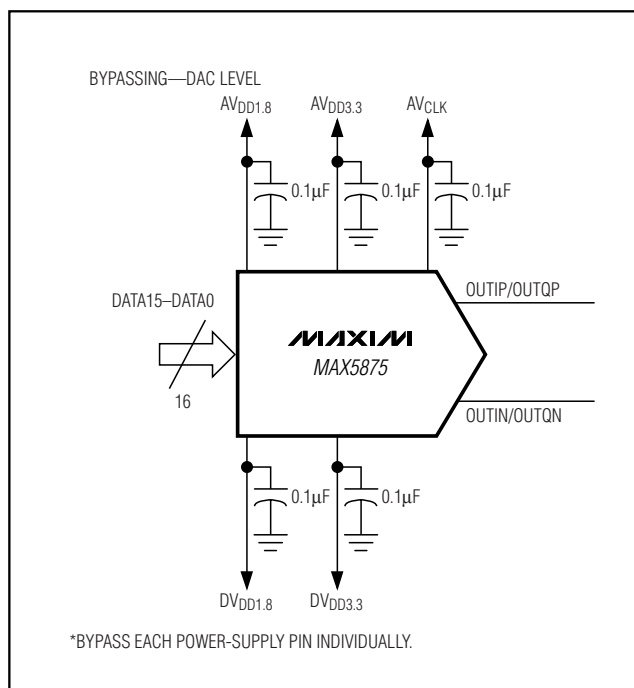 BYPASSING—DAC LEVEL
AVDD1.8 AVDD3.3 AVCLK
0.1µF 0.1µF 0.1µF
DATA15–DATA0
16
MAXIM
MAX5875
OUTIP/OUTQP
OUTIN/OUTQN
0.1µF 0.1µF
DVDD1.8 DVDD3.3
*BYPASS EACH POWER-SUPPLY PIN INDIVIDUALLY.